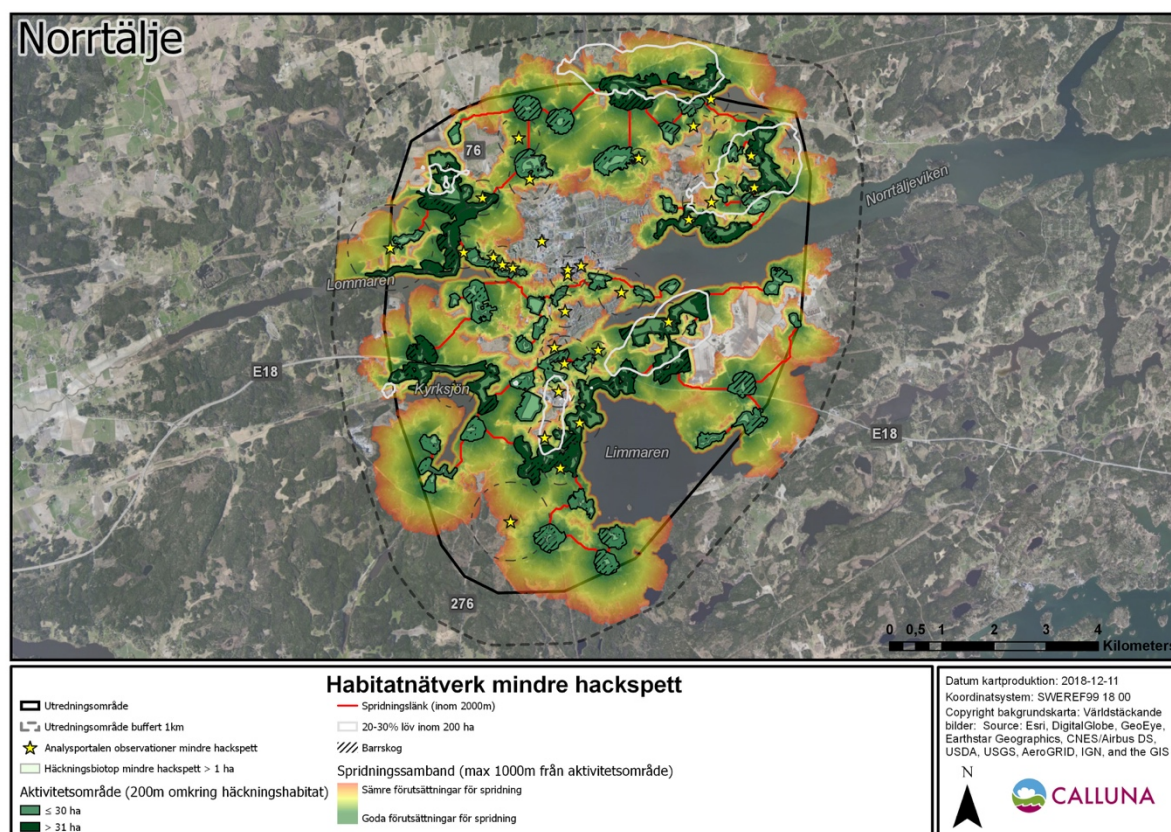 Norrtälje
76
Norrtäljeviken
Lommaren
E18
Kyrksjön
Limmaren
E18
276
0 0,5 1 2 3 4
Kilometers
Habitatnätverk mindre hackspett
Utredningsområde
Utredningsområde buffert 1km
Analysportalen observationer mindre hackspett
Häckningsbiotop mindre hackspett > 1 ha
Aktivitetsområde (200m omkring häckningshabitat)
≤ 30 ha
> 31 ha
Spridningslänk (inom 2000m)
20-30% löv inom 200 ha
Barrskog
Spridningssamband (max 1000m från aktivitetsområde)
Sämre förutsättningar för spridning
Goda förutsättningar för spridning
Datum kartproduktion: 2018-12-11
Koordinatsystem: SWEREF99 18 00
Copyright bakgrundskarta: Världstäckande
bilder: Source: Esri, DigitalGlobe, GeoEye,
Earthstar Geographics, CNES/Airbus DS,
USDA, USGS, AeroGRID, IGN, and the GIS
N
CALLUNA